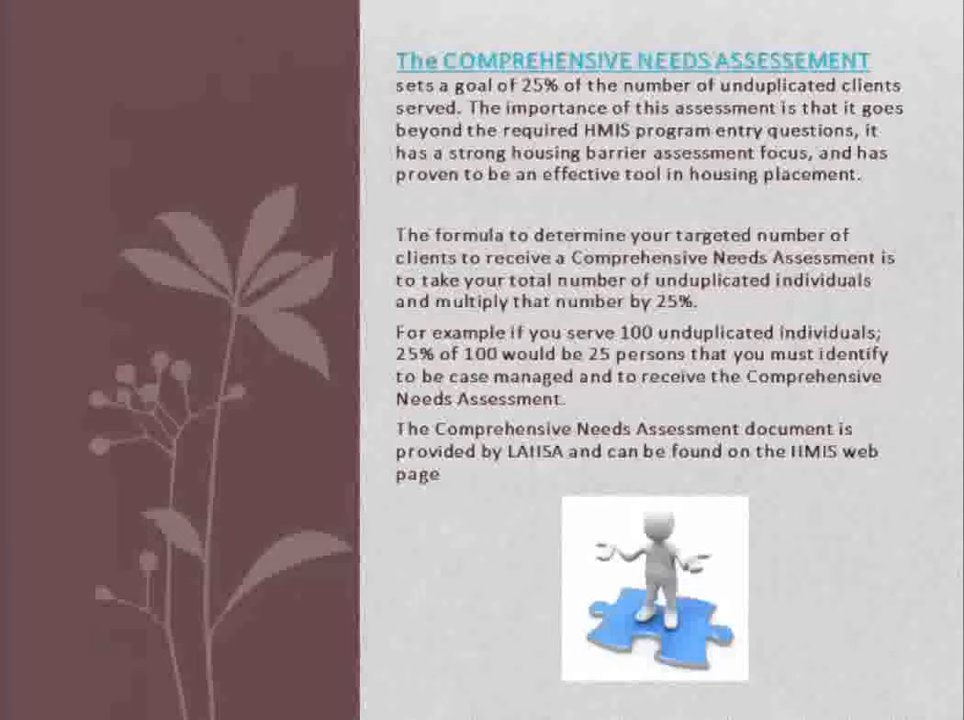 The COMPREHENSIVE NEEDS ASSESSEMENT
sets a goal of 25% of the number of unduplicated clients
served. The importance of this assessment is that it goes
beyond the required HMIS program entry questions, it
has a strong housing barrier assessment focus, and has
proven to be an effective tool in housing placement.
The formula to determine your targeted number of
clients to receive a Comprehensive Needs Assessment is
to take your total number of unduplicated individuals
and multiply that number by 25%.
For example if you serve 100 unduplicated individuals;
25% of 100 would be 25 persons that you must identify
to be case managed and to receive the Comprehensive
Needs Assessment.
The Comprehensive Needs Assessment document is
provided by LAHSA and can be found on the HMIS web
page